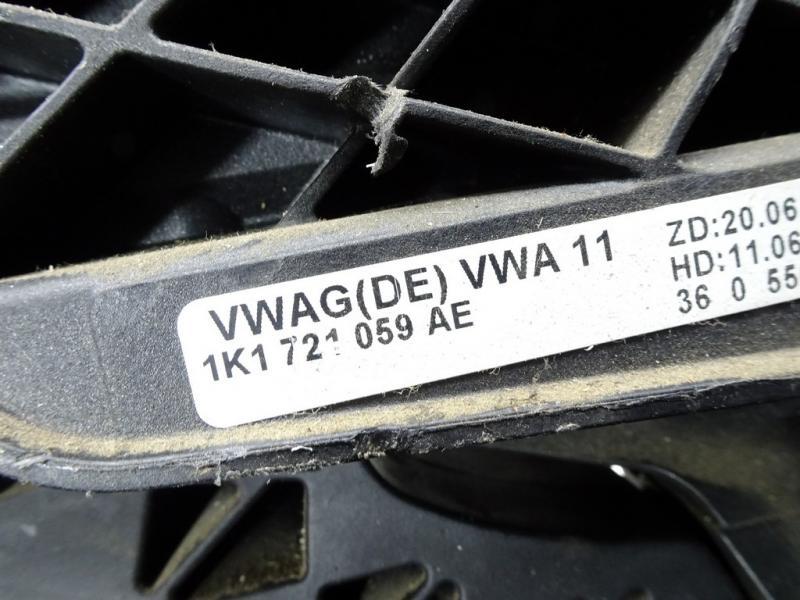 VWAG(DE) VWA 11
1K1 721 059 AE
ZD:20.06
HD:11.06
36 0 55